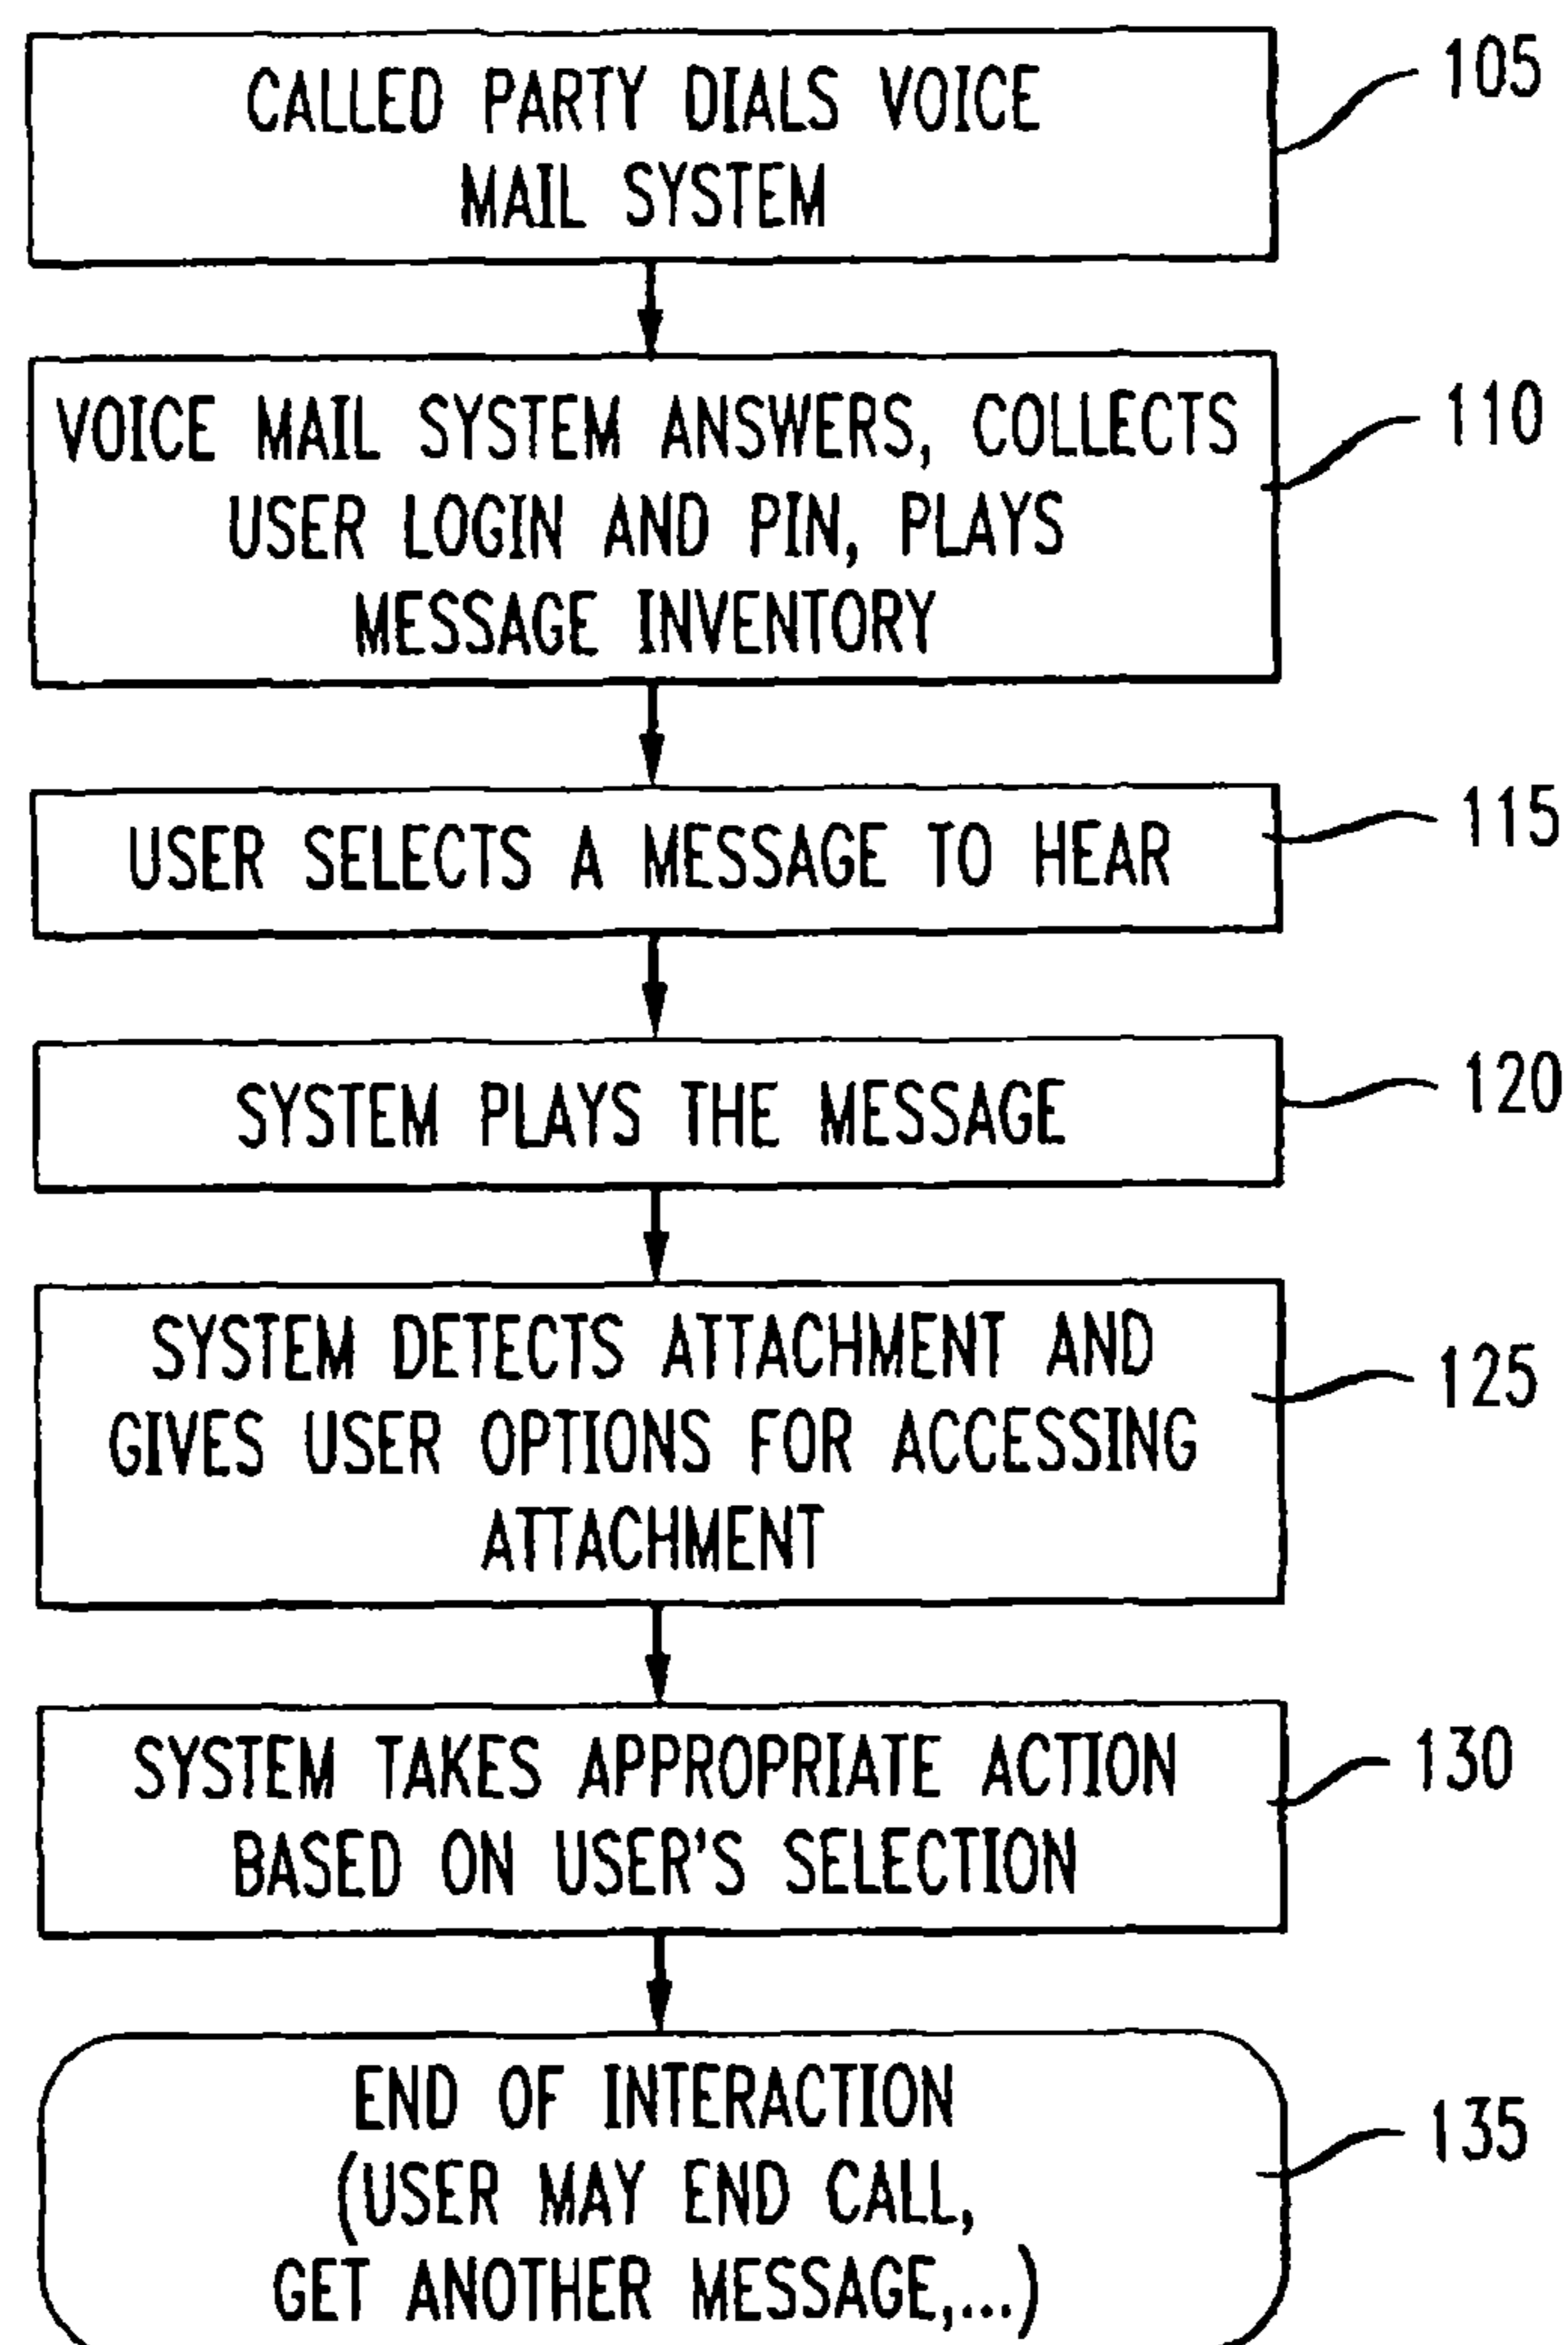 CALLED PARTY DIALS VOICE
MAIL SYSTEM
105
VOICE MAIL SYSTEM ANSWERS, COLLECTS
USER LOGIN AND PIN, PLAYS
MESSAGE INVENTORY
110
USER SELECTS A MESSAGE TO HEAR
115
SYSTEM PLAYS THE MESSAGE
120
SYSTEM DETECTS ATTACHMENT AND
GIVES USER OPTIONS FOR ACCESSING
ATTACHMENT
125
SYSTEM TAKES APPROPRIATE ACTION
BASED ON USER'S SELECTION
130
END OF INTERACTION
(USER MAY END CALL,
GET ANOTHER MESSAGE,...)
135